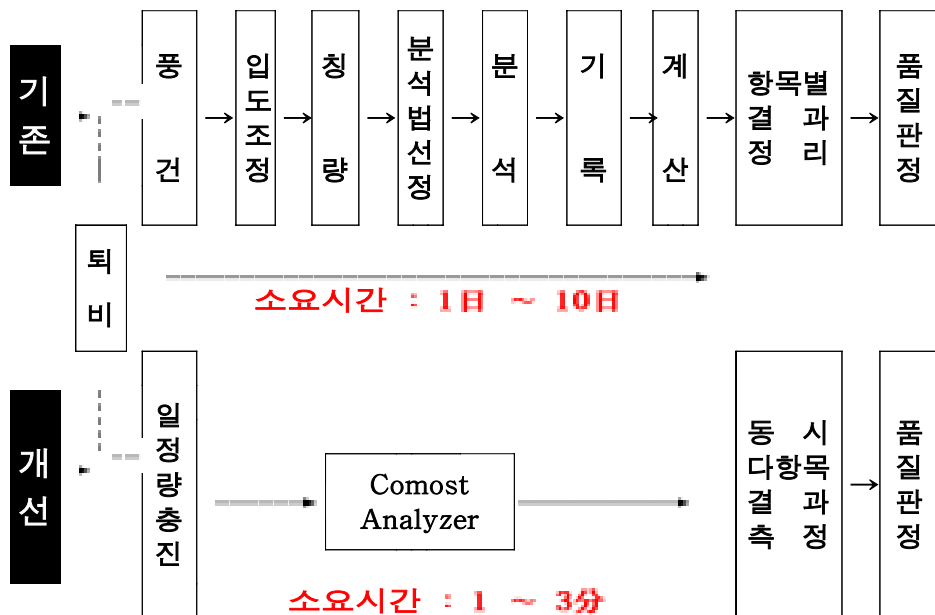 기존
풍건
입도조정
칭량
분석법선정
분석
기록
계산
항목별
결 과
정 리
품질판정
퇴비
소요시간 : 1日 ~ 10日
개선
일정량충진
Comost
Analyzer
동 시
다항목
결 과
측 정
품질판정
소요시간 : 1 ~ 3分